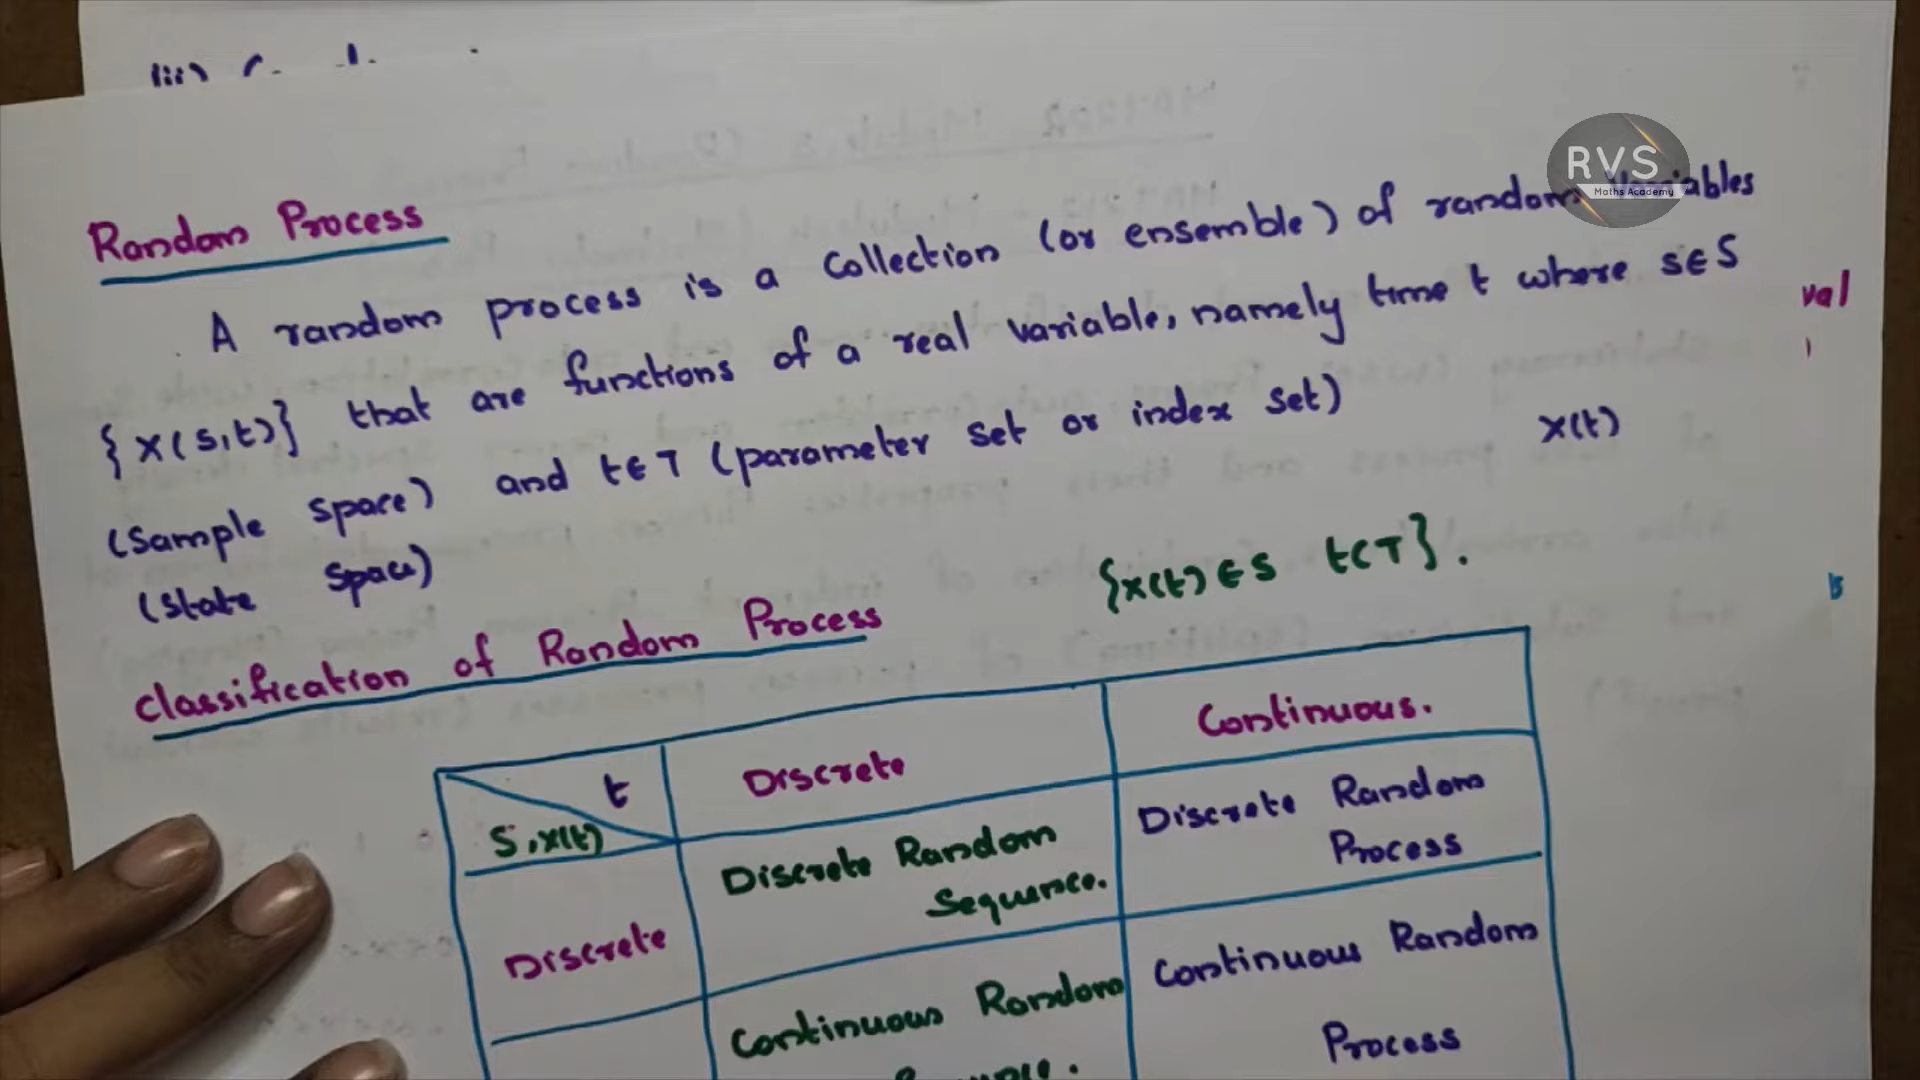 RVS
Maths Academy
Random Process
A random process is a collection (or ensemble) of random variables
{X(s,t)} that are functions of a real variable, namely time t where s∈S
(Sample space) and t∈T (parameter set or index set)
(State space)
val
X(t)
{X(t)∈S t∈T}.
Classification of Random Process
t
S,X(t)
Discrete
Continuous.
Discrete
Discrete Random
Sequence.
Discrete Random
Process
Continuous Random
Continuous Random
Process